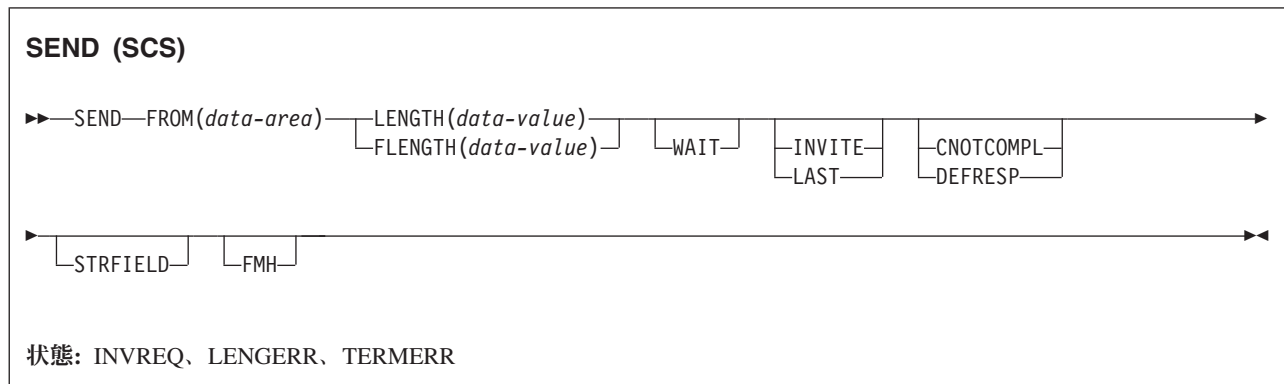 SEND (SCS)
SEND FROM(data-area) LENGTH(data-value) WAIT INVITE CNOTCOMPL
FLENGTH(data-value) LAST DEFRESP
STRFIELD FMH
状態: INVREQ、LENGERR、TERMERR